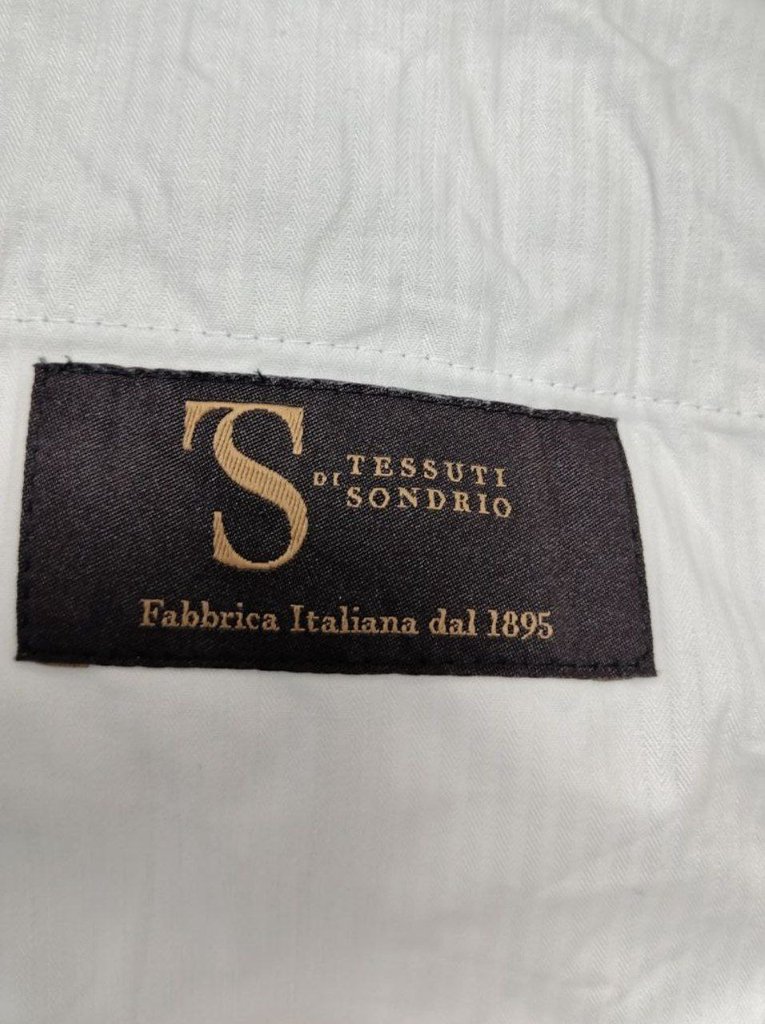 TS
TESSUTI
DI SONDRIO
Fabbrica Italiana dal 1895